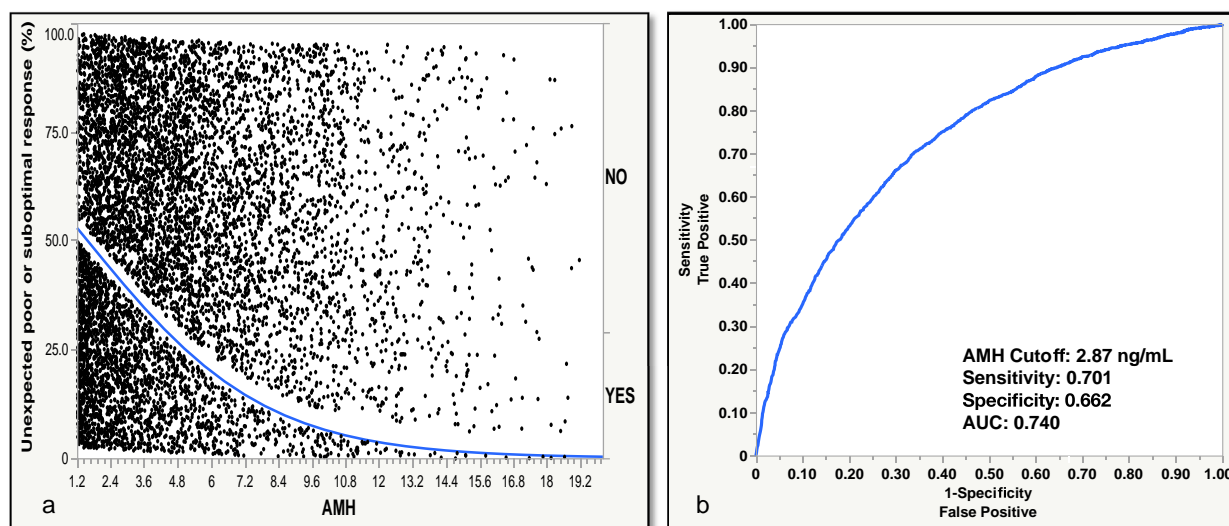 Unexpected poor or suboptimal response (%)
100.0
75.0
50.0
25.0
0
NO
YES
1.2 2.4 3.6 4.8 6 7.2 8.4 9.6 10.8 12 13.2 14.4 15.6 16.8 18 19.2
AMH
a
Sensitivity
True Positive
1.00
0.90
0.80
0.70
0.60
0.50
0.40
0.30
0.20
0.10
0
AMH Cutoff: 2.87 ng/mL
Sensitivity: 0.701
Specificity: 0.662
AUC: 0.740
0 0.10 0.20 0.30 0.40 0.50 0.60 0.70 0.80 0.90 1.00
1-Specificity
False Positive
b